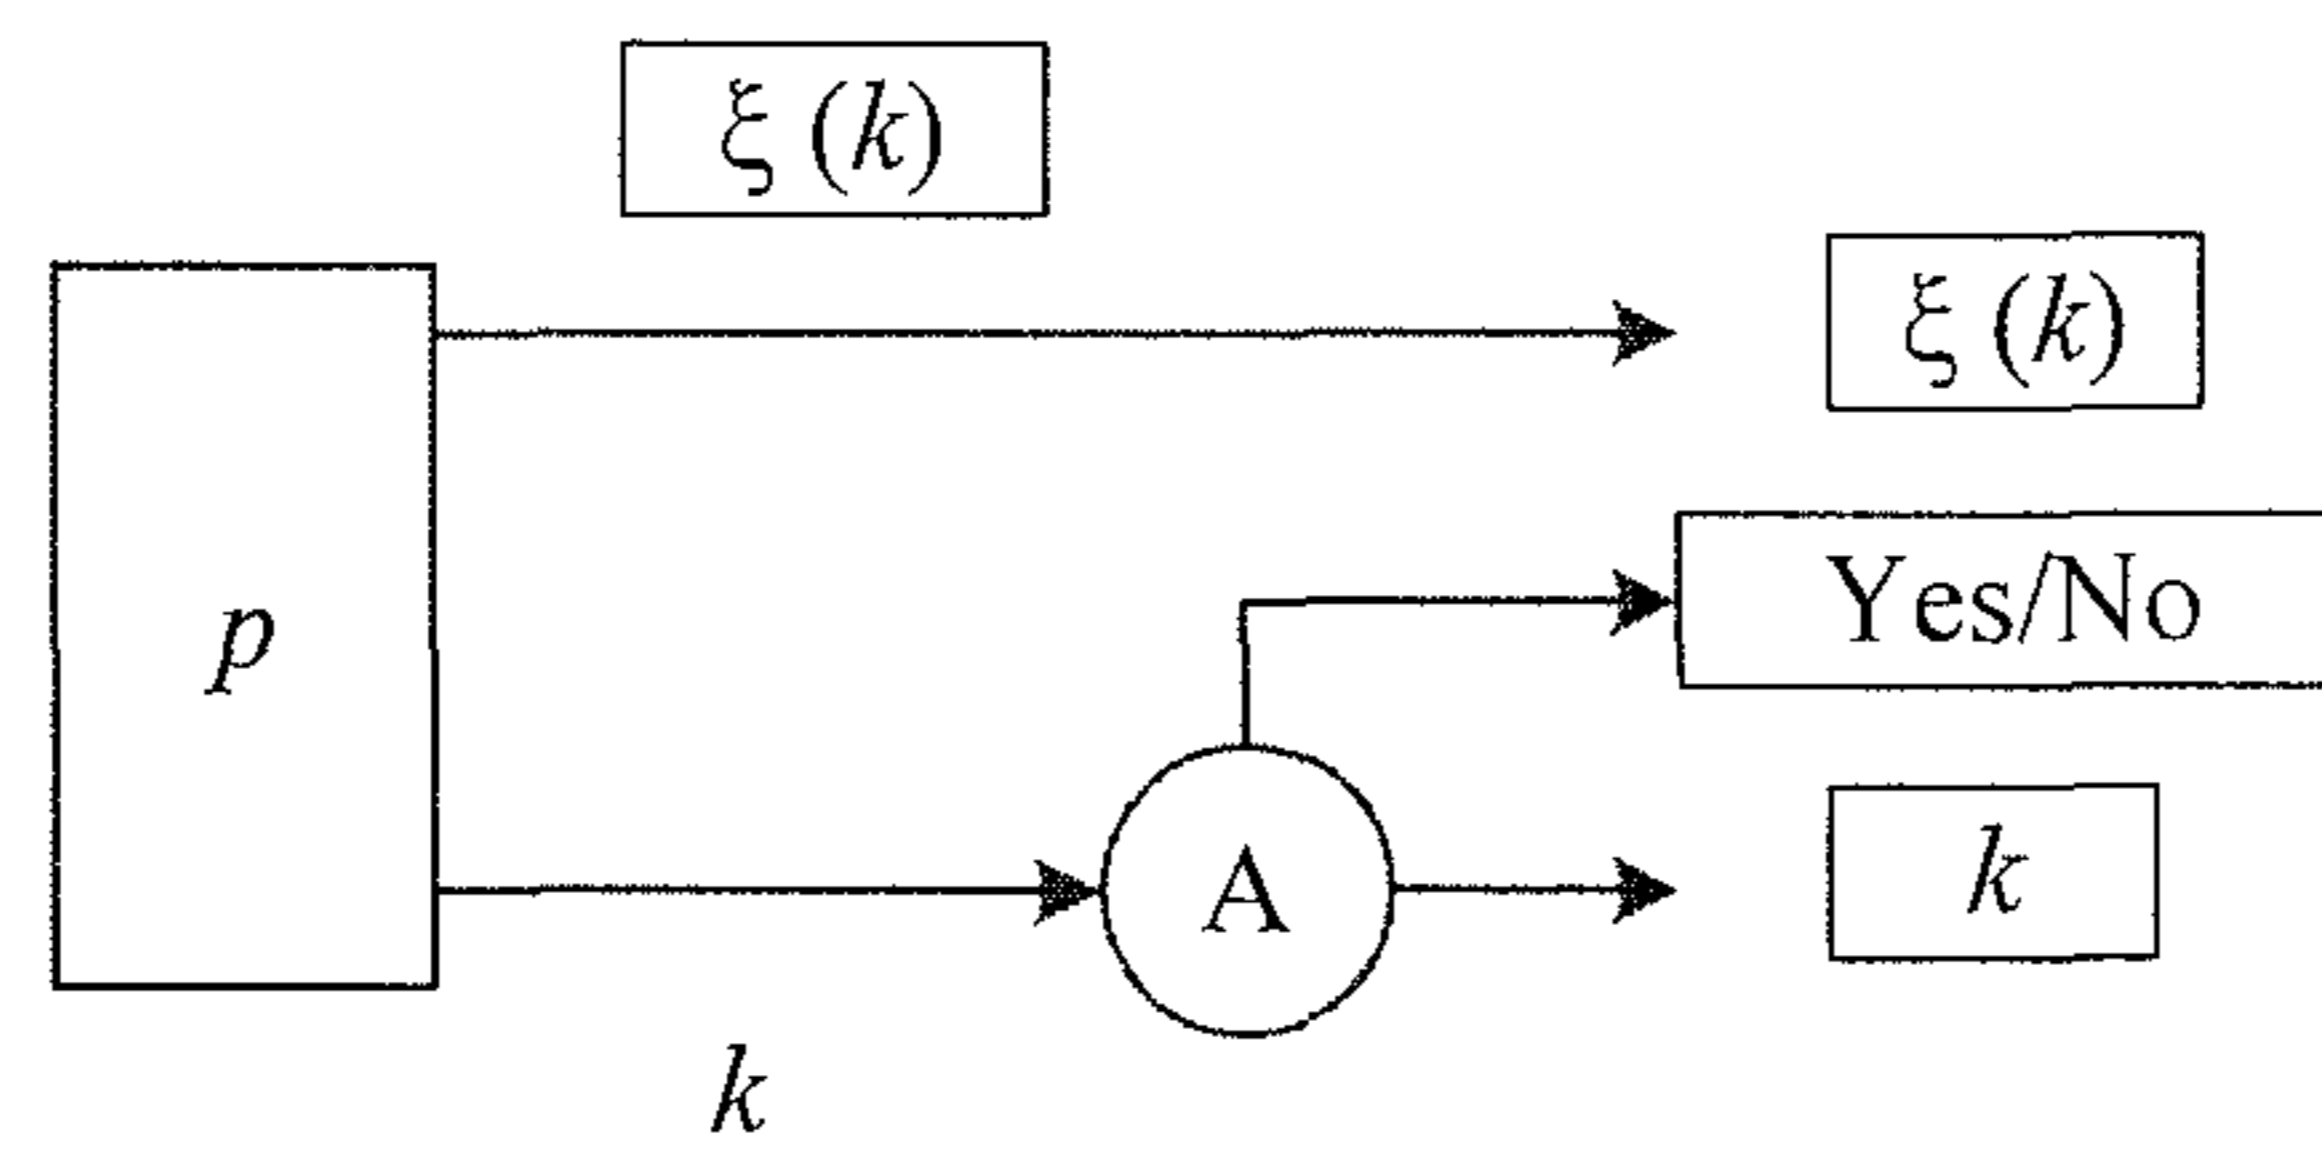 ξ (k)
ξ (k)
p
Yes/No
A
k
k